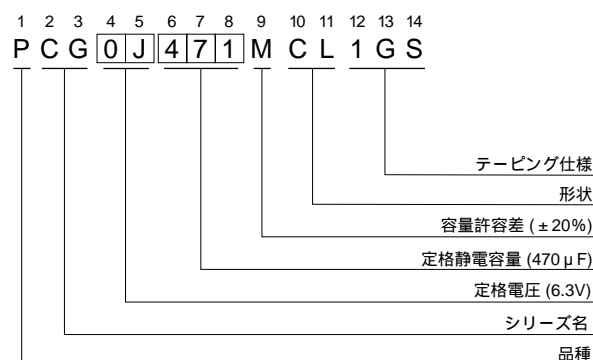 1 2 3 4 5 6 7 8 9 10 11 12 13 14
P C G 0 J 4 7 1 M C L 1 G S
テーピング仕様
形状
容量許容差 (±20%)
定格静電容量 (470 μF)
定格電圧 (6.3V)
シリーズ名
品種